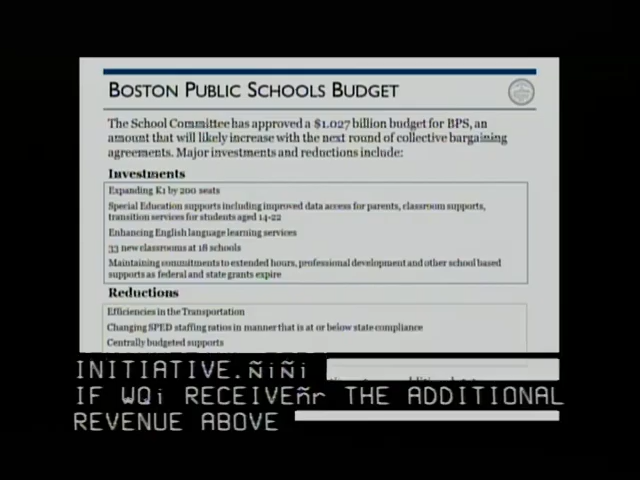 BOSTON PUBLIC SCHOOLS BUDGET
The School Committee has approved a $1.027 billion budget for BPS, an
amount that will likely increase with the next round of collective bargaining
agreements. Major investments and reductions include:
Investments
Expanding K1 by 200 seats
Special Education supports including improved data access for parents, classroom supports,
transition services for students aged 14-22
Enhancing English language learning services
33 new classrooms at 18 schools
Maintaining commitments to extended hours, professional development and other school based
supports as federal and state grants expire
Reductions
Efficiencies in the Transportation
Changing SPED staffing ratios in manner that is at or below state compliance
Centrally budgeted supports
INITIATIVE.ÑiÑi
IF WQi RECEIVEÑr THE ADDITIONAL
REVENUE ABOVE